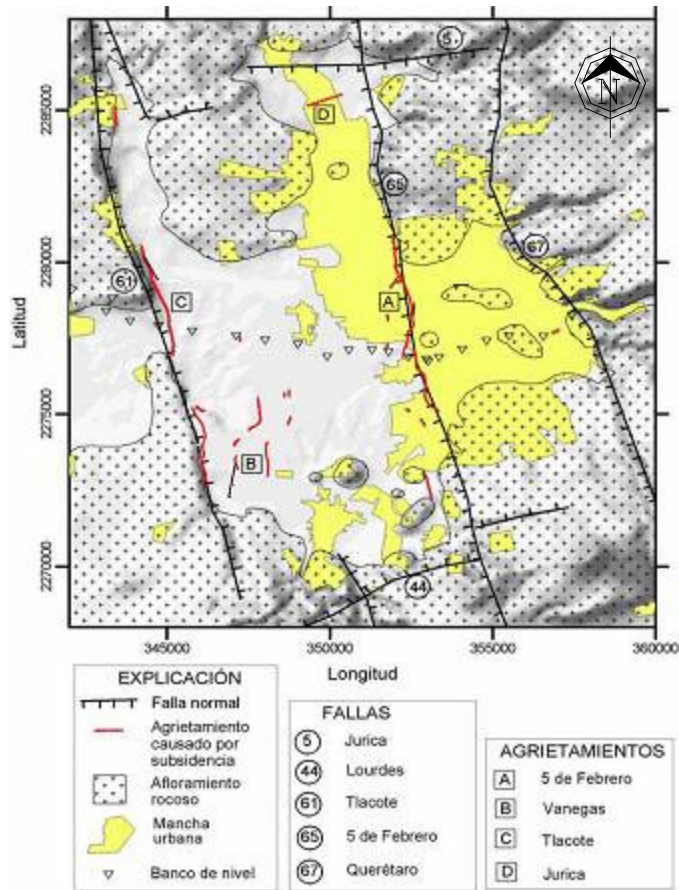 5
N
2285000
D
65
2280000
67
61
C
A
Latitud
2275000
B
2270000
44
345000
350000
355000
360000
Longitud
EXPLICACIÓN
Falla normal
Agrietamiento
causado por
subsidencia
Afloramiento
rocoso
Mancha
urbana
Banco de nivel
FALLAS
5 Jurica
44 Lourdes
61 Tlacote
65 5 de Febrero
67 Querétaro
AGRIETAMIENTOS
A 5 de Febrero
B Vanegas
C Tlacote
D Jurica